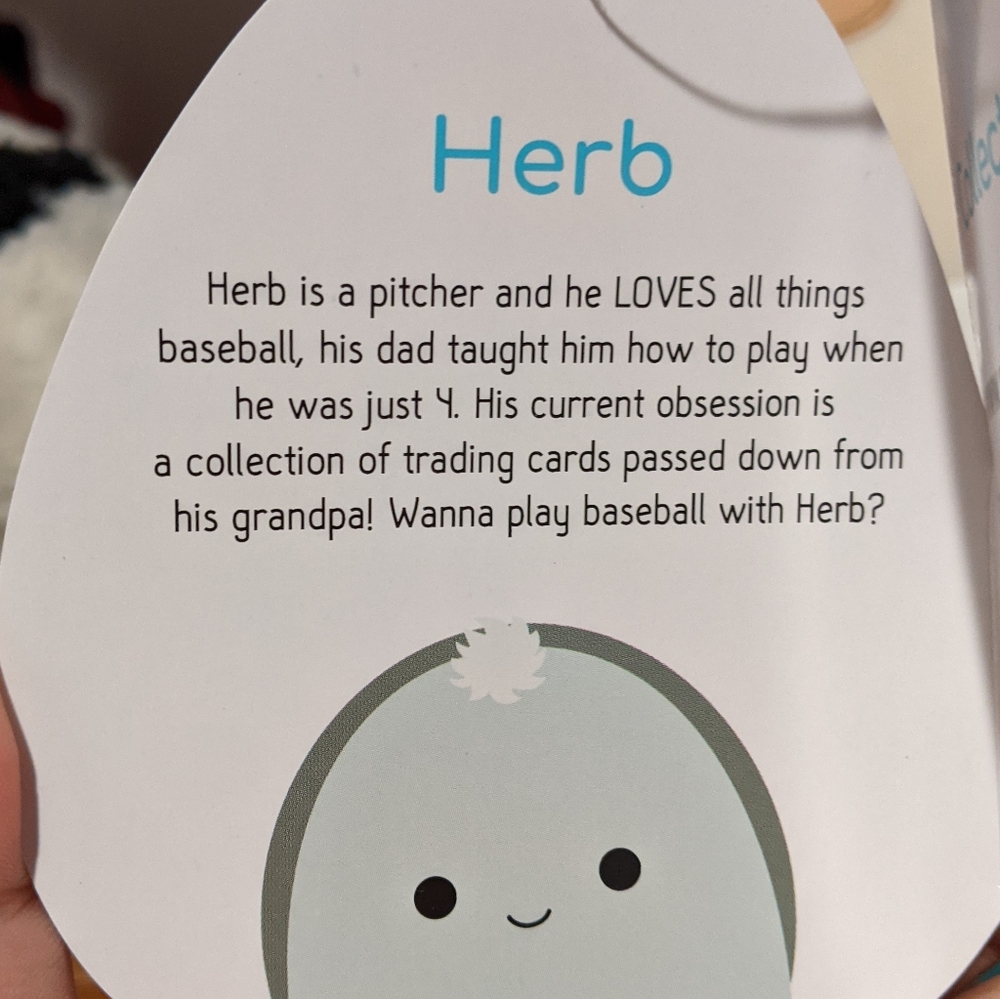 Herb
Herb is a pitcher and he LOVES all things
baseball, his dad taught him how to play when
he was just 4. His current obsession is
a collection of trading cards passed down from
his grandpa! Wanna play baseball with Herb?